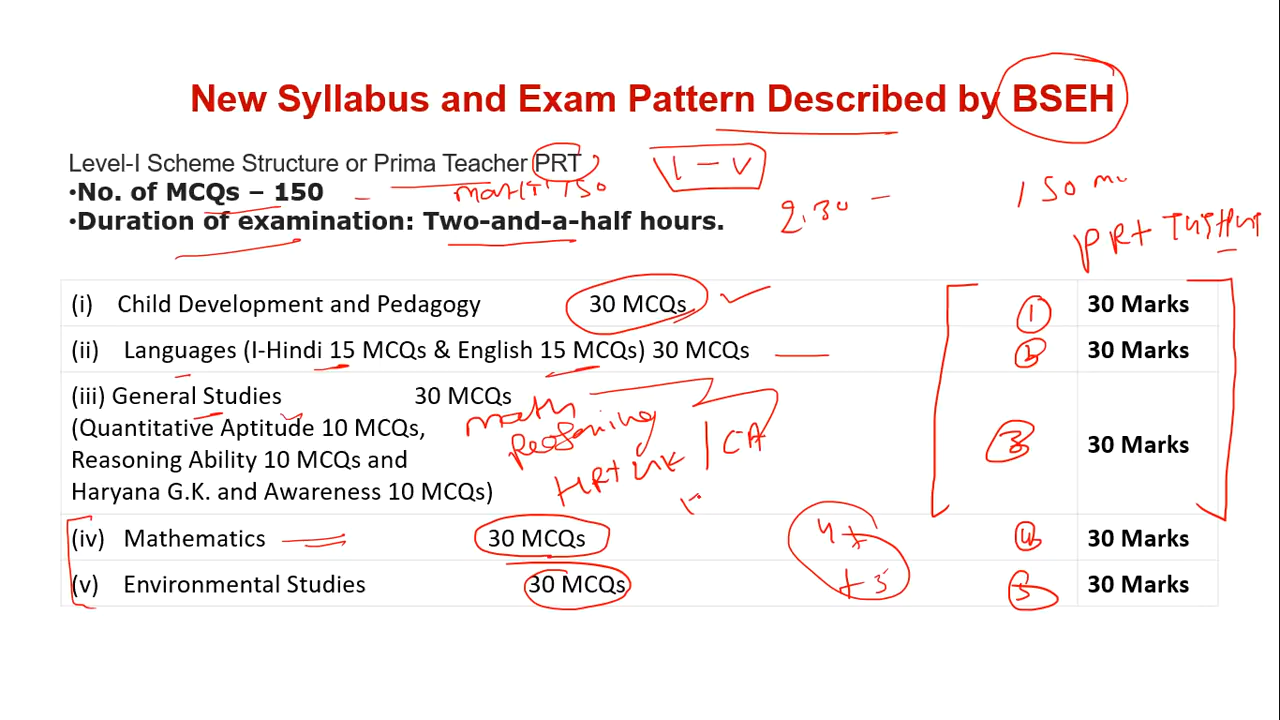 New Syllabus and Exam Pattern Described by BSEH
Level-I Scheme Structure or Prima Teacher PRT
I - V
•No. of MCQs – 150
150
•Duration of examination: Two-and-a-half hours.
2.30 -
150
PRT
(i) Child Development and Pedagogy 30 MCQs 1 30 Marks
(ii) Languages (I-Hindi 15 MCQs & English 15 MCQs) 30 MCQs 2 30 Marks
(iii) General Studies 30 MCQs
(Quantitative Aptitude 10 MCQs,
Reasoning Ability 10 MCQs and
Haryana G.K. and Awareness 10 MCQs)
math
Reasoning
CA
3 30 Marks
(iv) Mathematics 30 MCQs 4 30 Marks
(v) Environmental Studies 30 MCQs 5 30 Marks